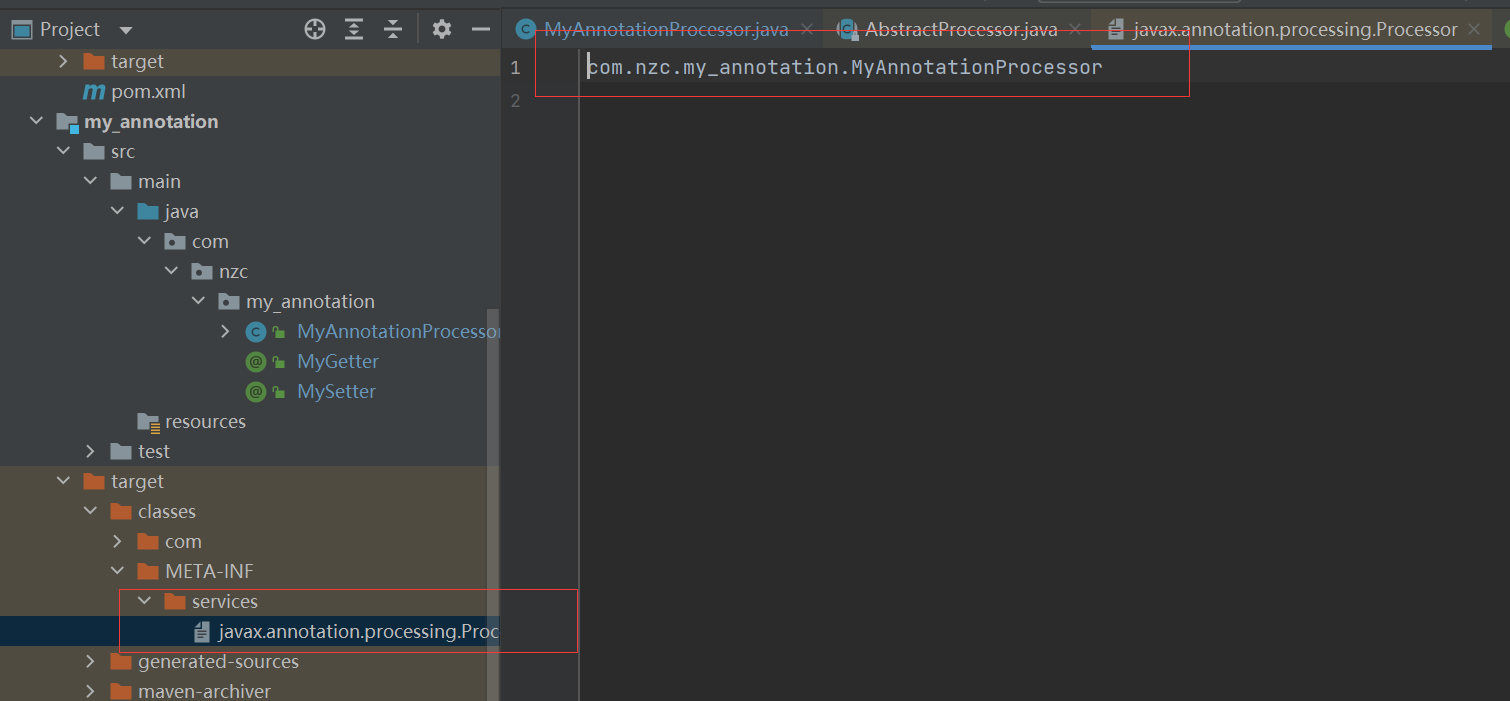 Project
MyAnnotationProcessor.java
AbstractProcessor.java
javax.annotation.processing.Processor
target
pom.xml
my_annotation
src
main
java
com
nzc
my_annotation
MyAnnotationProcessor
MyGetter
MySetter
resources
test
target
classes
com
META-INF
services
javax.annotation.processing.Proc
generated-sources
maven-archiver
1 com.nzc.my_annotation.MyAnnotationProcessor
2